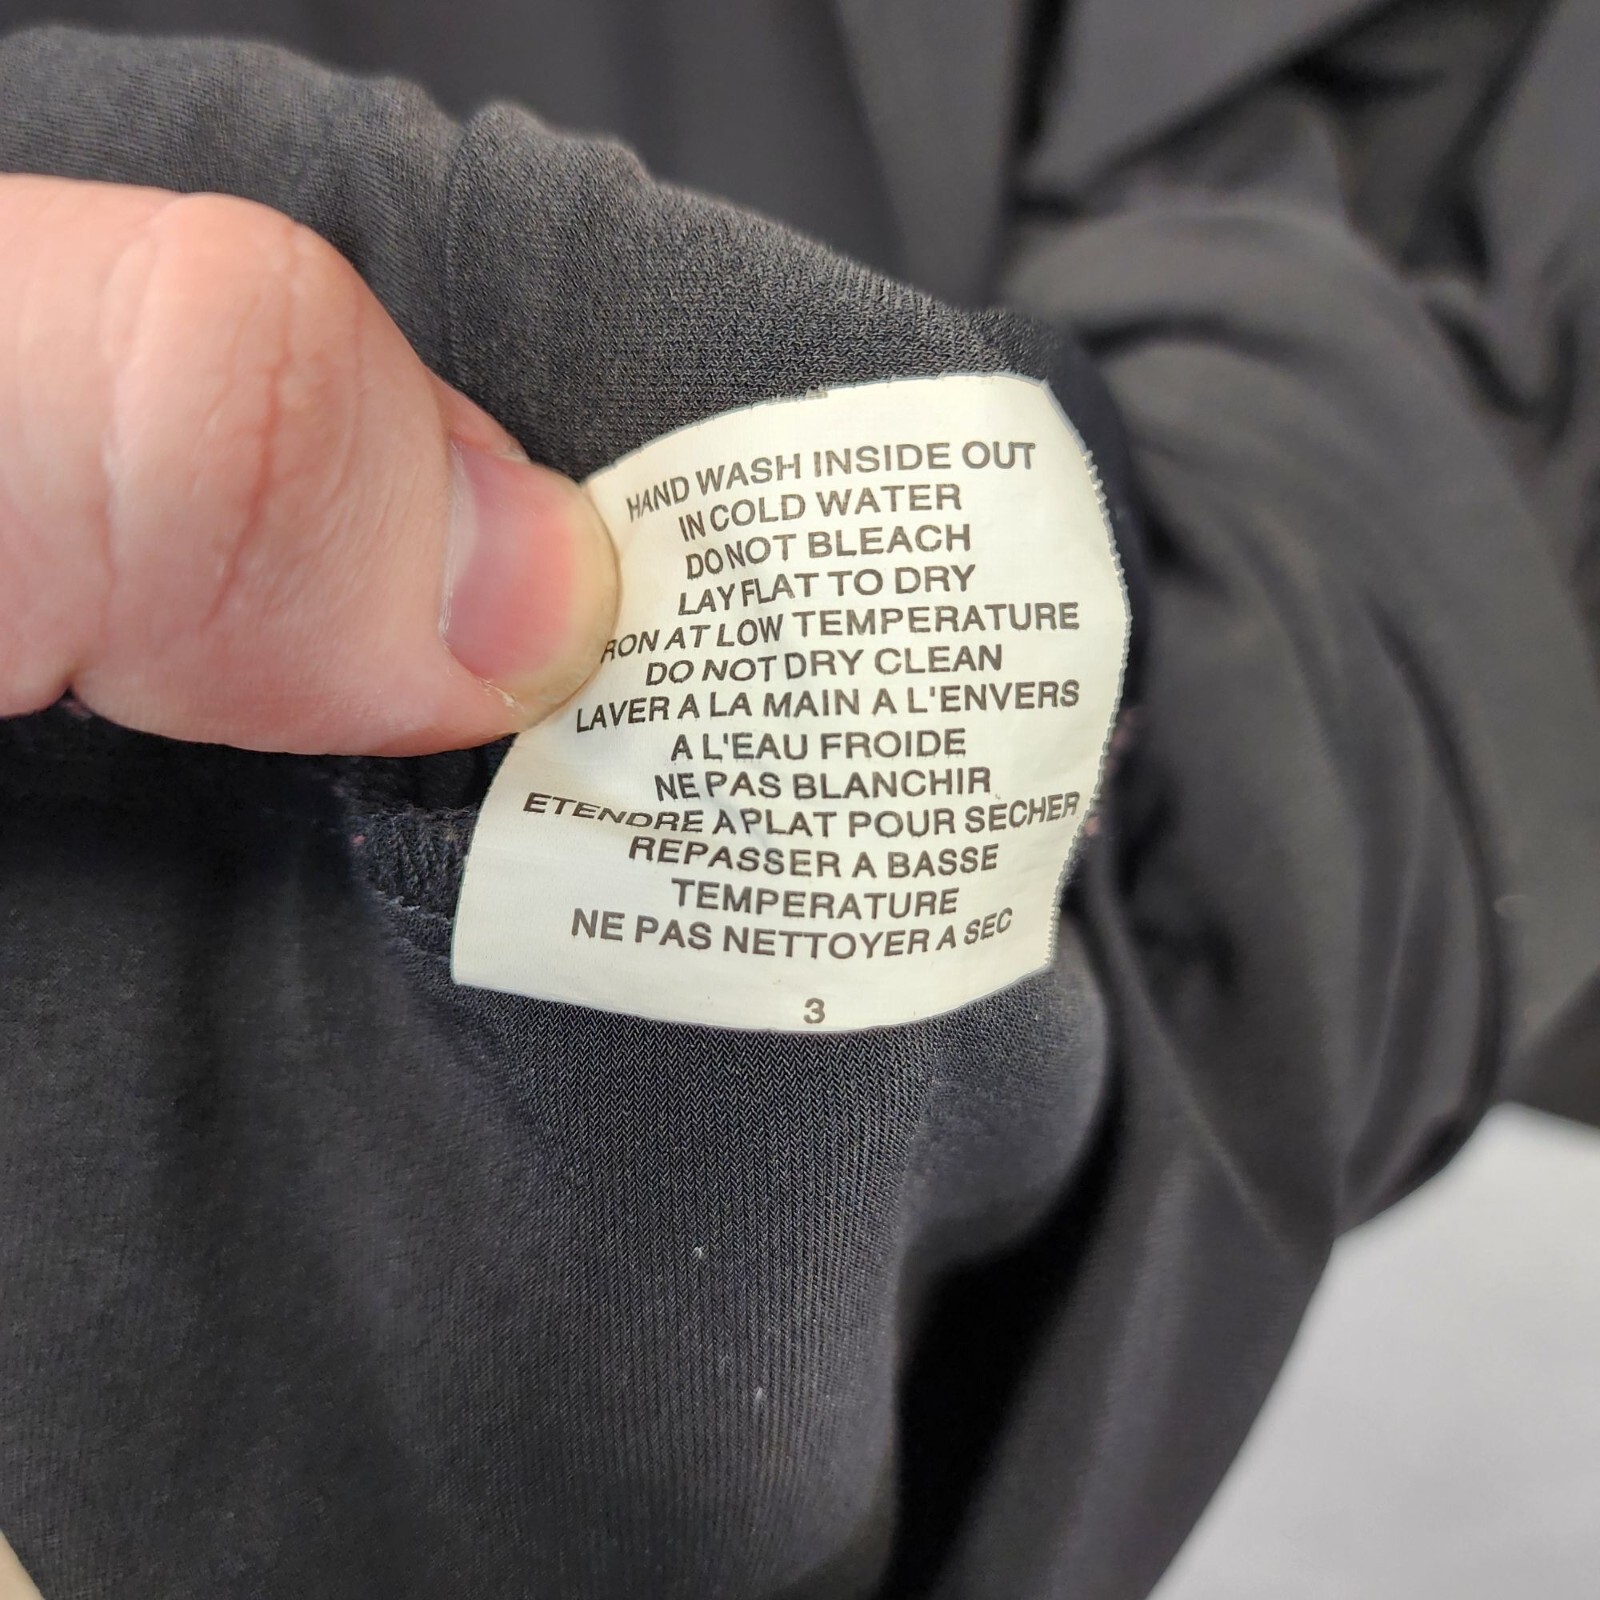 HAND WASH INSIDE OUT
IN COLD WATER
DO NOT BLEACH
LAY FLAT TO DRY
RON AT LOW TEMPERATURE
DO NOT DRY CLEAN
LAVER A LA MAIN A L'ENVERS
A L'EAU FROIDE
NE PAS BLANCHIR
ETENDRE A PLAT POUR SECHER
REPASSER A BASSE
TEMPERATURE
NE PAS NETTOYER A SEC
3